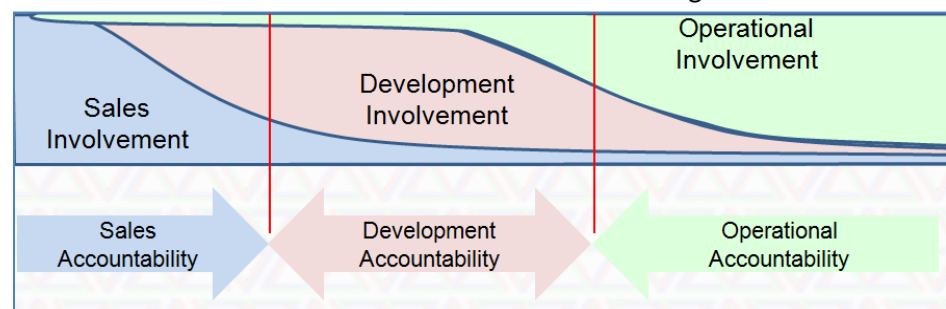 Operational
Involvement
Development
Involvement
Sales
Involvement
Sales
Accountability
Development
Accountability
Operational
Accountability